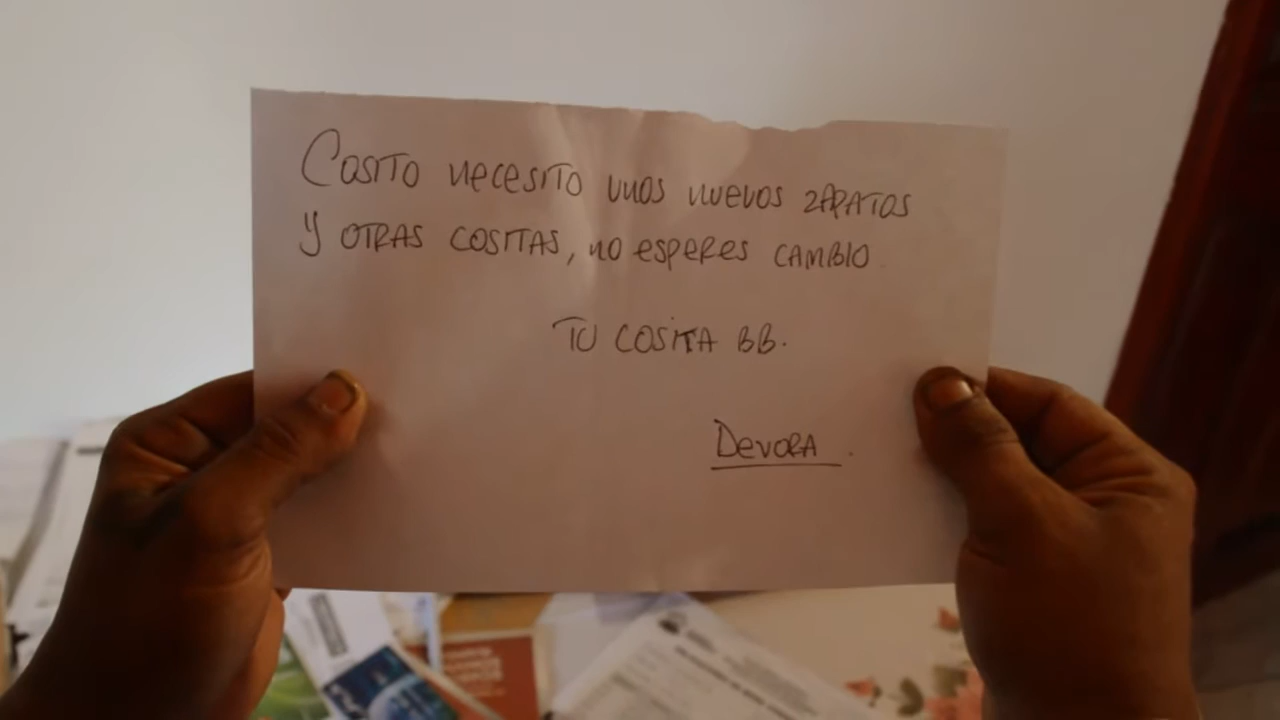 Cosito necesito unos nuevos zapatos
y otras cositas, no esperes cambio
Tu cosita BB.
Devora.